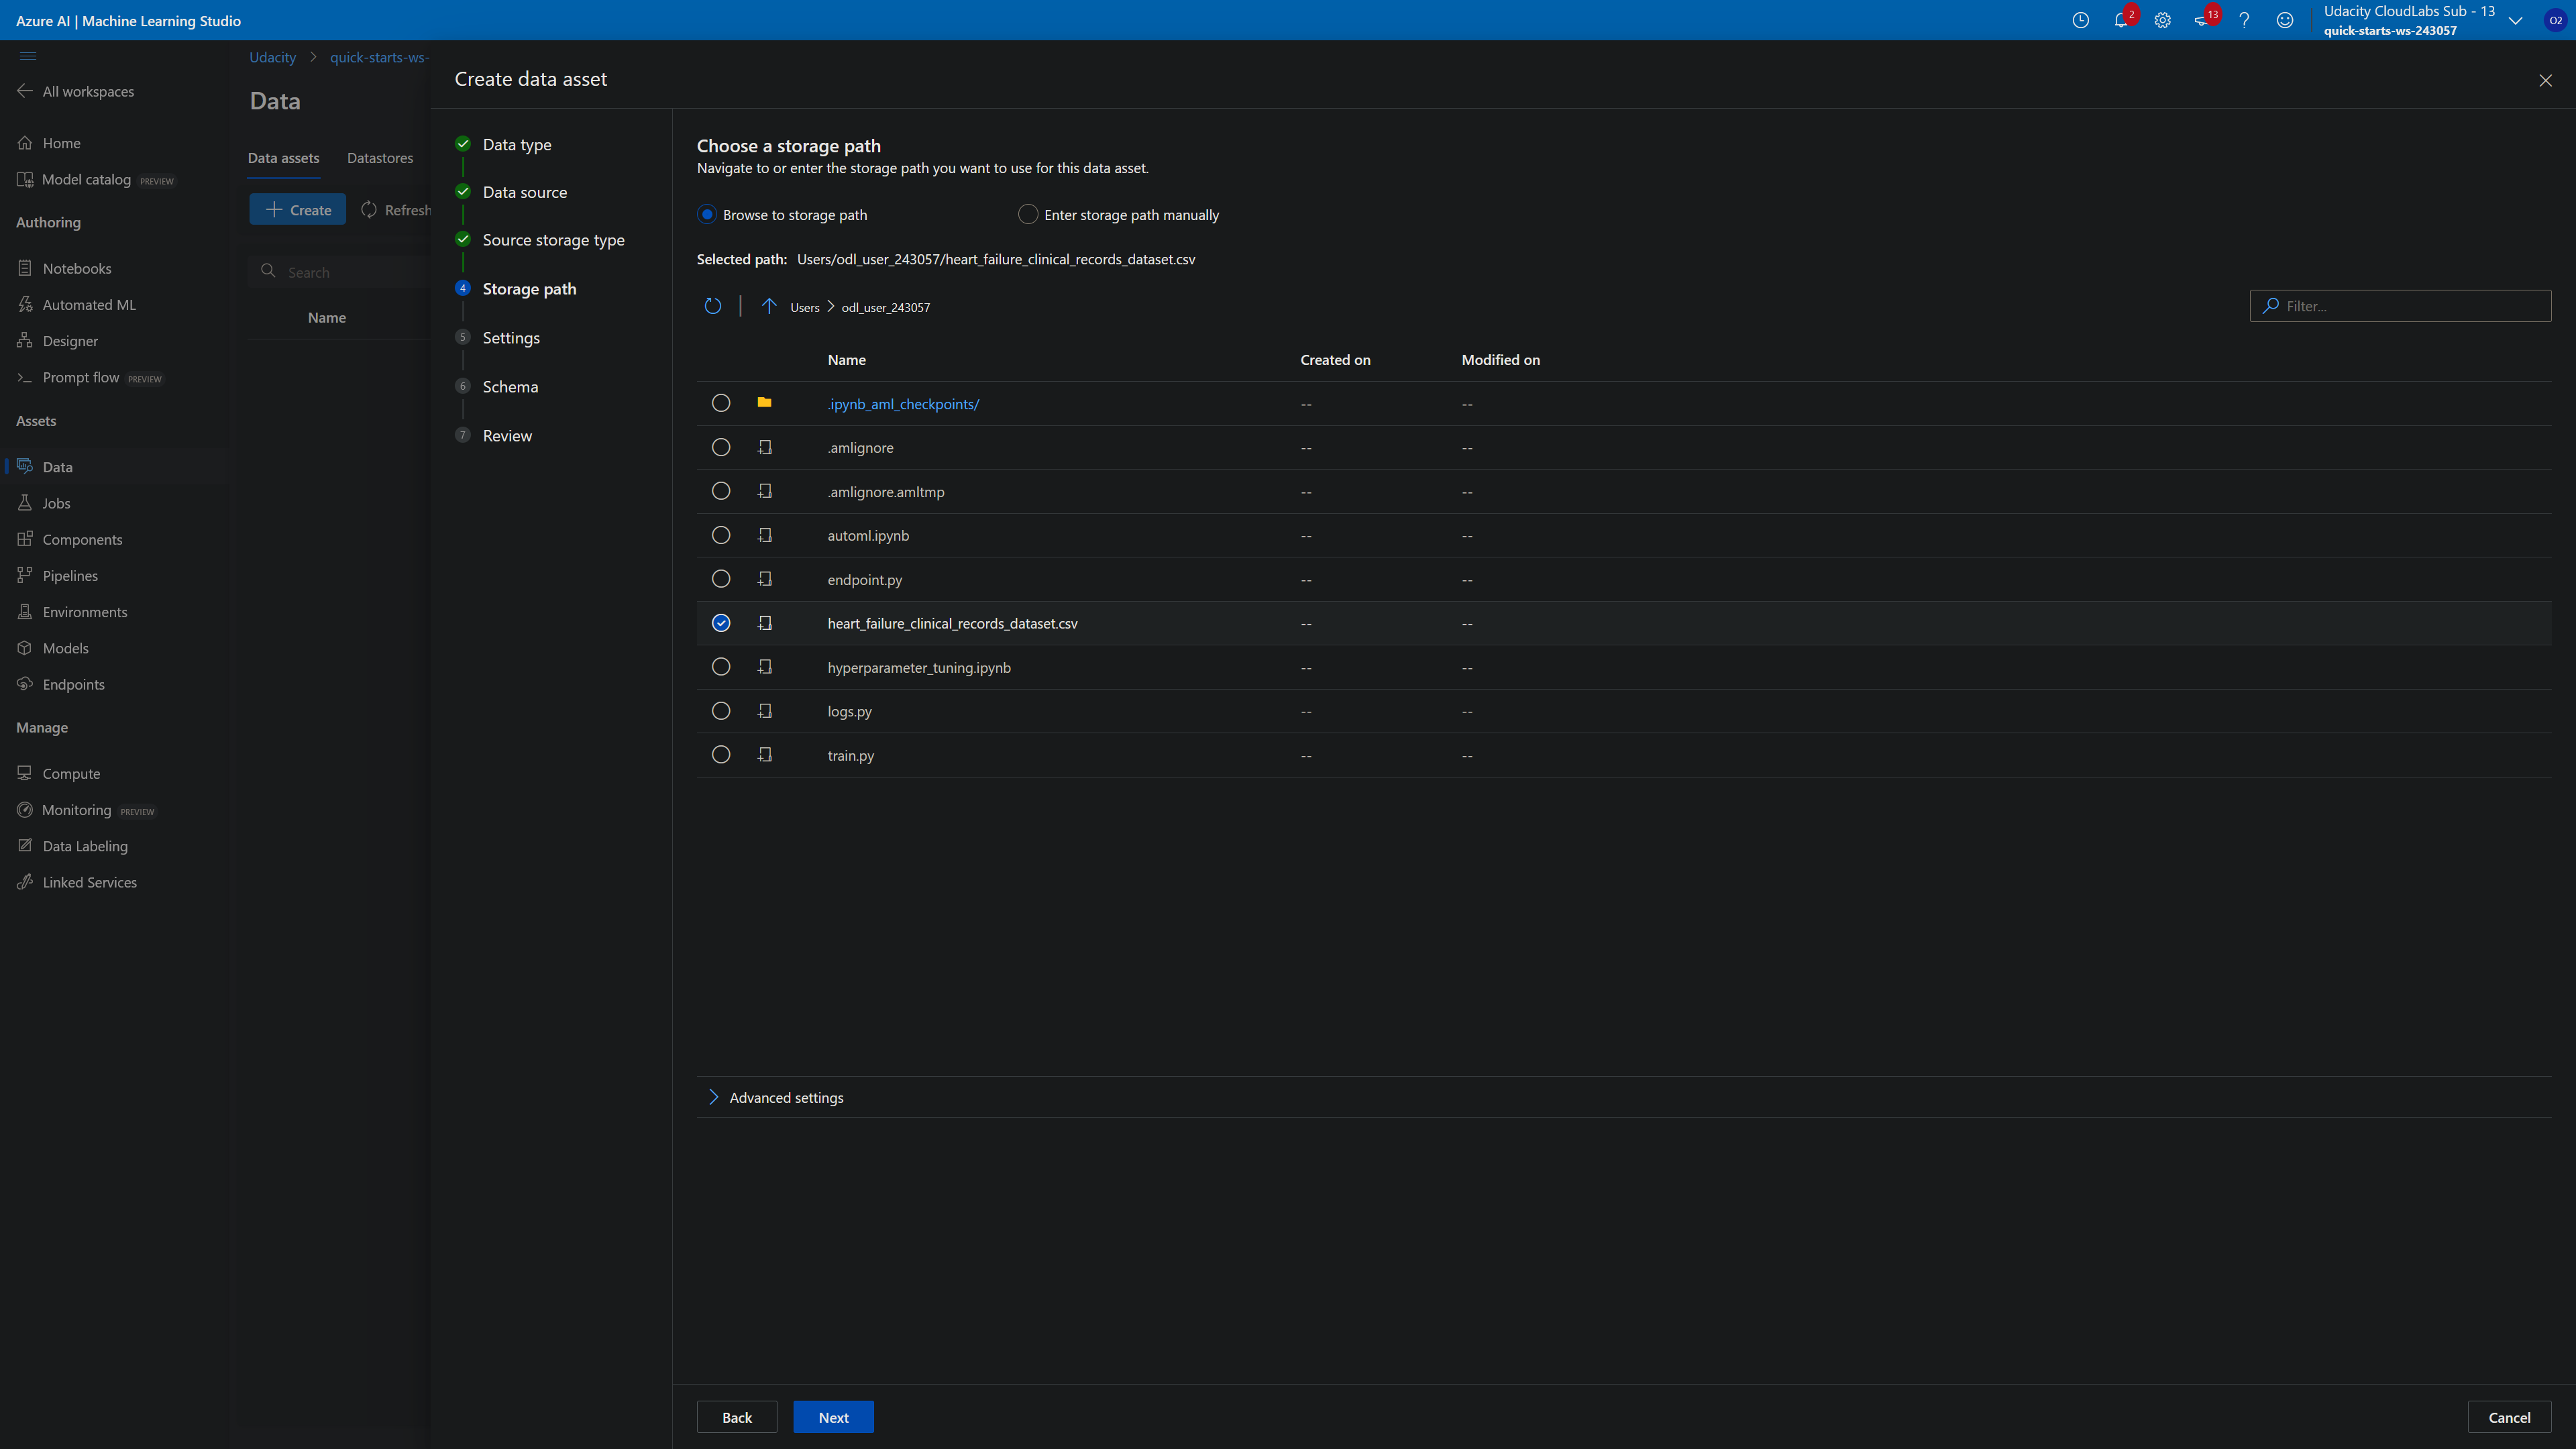 Azure AI | Machine Learning Studio
2
13
Udacity CloudLabs Sub - 13
quick-starts-ws-243057
O2
All workspaces
Home
Model catalog PREVIEW
Authoring
Notebooks
Automated ML
Designer
Prompt flow PREVIEW
Assets
Data
Jobs
Components
Pipelines
Environments
Models
Endpoints
Manage
Compute
Monitoring PREVIEW
Data Labeling
Linked Services
Udacity > quick-starts-ws-
Data
Data assets Datastores
Create Refresh
Search
Name
Create data asset
Data type
Data source
Source storage type
4 Storage path
5 Settings
6 Schema
7 Review
Choose a storage path
Navigate to or enter the storage path you want to use for this data asset.
Browse to storage path Enter storage path manually
Selected path: Users/odl_user_243057/heart_failure_clinical_records_dataset.csv
Users > odl_user_243057
Filter...
Name Created on Modified on
.ipynb_aml_checkpoints/ -- --
.amlignore -- --
.amlignore.amltmp -- --
automl.ipynb -- --
endpoint.py -- --
heart_failure_clinical_records_dataset.csv -- --
hyperparameter_tuning.ipynb -- --
logs.py -- --
train.py -- --
Advanced settings
Back Next Cancel